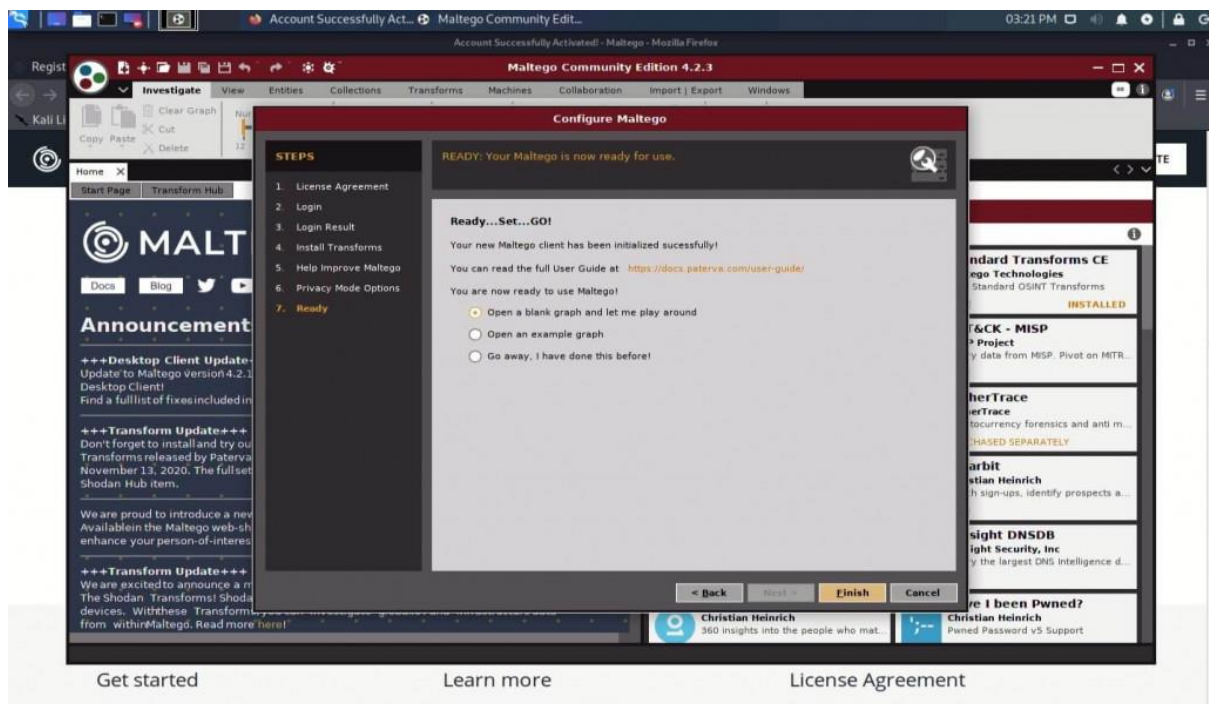 Account Successfully Act...
Maltego Community Edit...
03:21 PM
Account Successfully Activated! - Maltego - Mozilla Firefox
Regist
Maltego Community Edition 4.2.3
Investigate View Entities Collections Transforms Machines Collaboration Import | Export Windows
Kali Li
Copy Paste
Clear Graph
Cut
Delete
12
Configure Maltego
Home
Start Page Transform Hub
STEPS
1. License Agreement
2. Login
3. Login Result
4. Install Transforms
5. Help Improve Maltego
6. Privacy Mode Options
7. Ready
READY: Your Maltego is now ready for use.
Ready...Set...GO!
Your new Maltego client has been initialized sucessfully!
You can read the full User Guide at https://docs.paterva.com/user-guide/
You are now ready to use Maltego!
Open a blank graph and let me play around
Open an example graph
Go away, I have done this before!
< Back Next > Finish Cancel
MALT
Docs Blog
Announcement
+++Desktop Client Update
Update to Maltego version 4.2.1
Desktop Client!
Find a full list of fixes included in
+++Transform Update+++
Don't forget to install and try ou
Transforms released by Paterva
November 13, 2020. The full set
Shodan Hub item.
We are proud to introduce a new
Available in the Maltego web-sh
enhance your person-of-interes
+++Transform Update+++
We are excited to announce a m
The Shodan Transforms! Shoda
devices. With these Transform
from within Maltego. Read more here!
TE
ndard Transforms CE
ego Technologies
Standard OSINT Transforms
INSTALLED
T&CK - MISP
P Project
y data from MISP. Pivot on MITR...
herTrace
erTrace
tocurrency forensics and anti m...
HASED SEPARATELY
arbit
stian Heinrich
h sign-ups, identify prospects a...
sight DNSDB
ight Security, Inc
y the largest DNS intelligence d...
Christian Heinrich
360 insights into the people who mat...
ve I been Pwned?
Christian Heinrich
Pwned Password v5 Support
Get started
Learn more
License Agreement